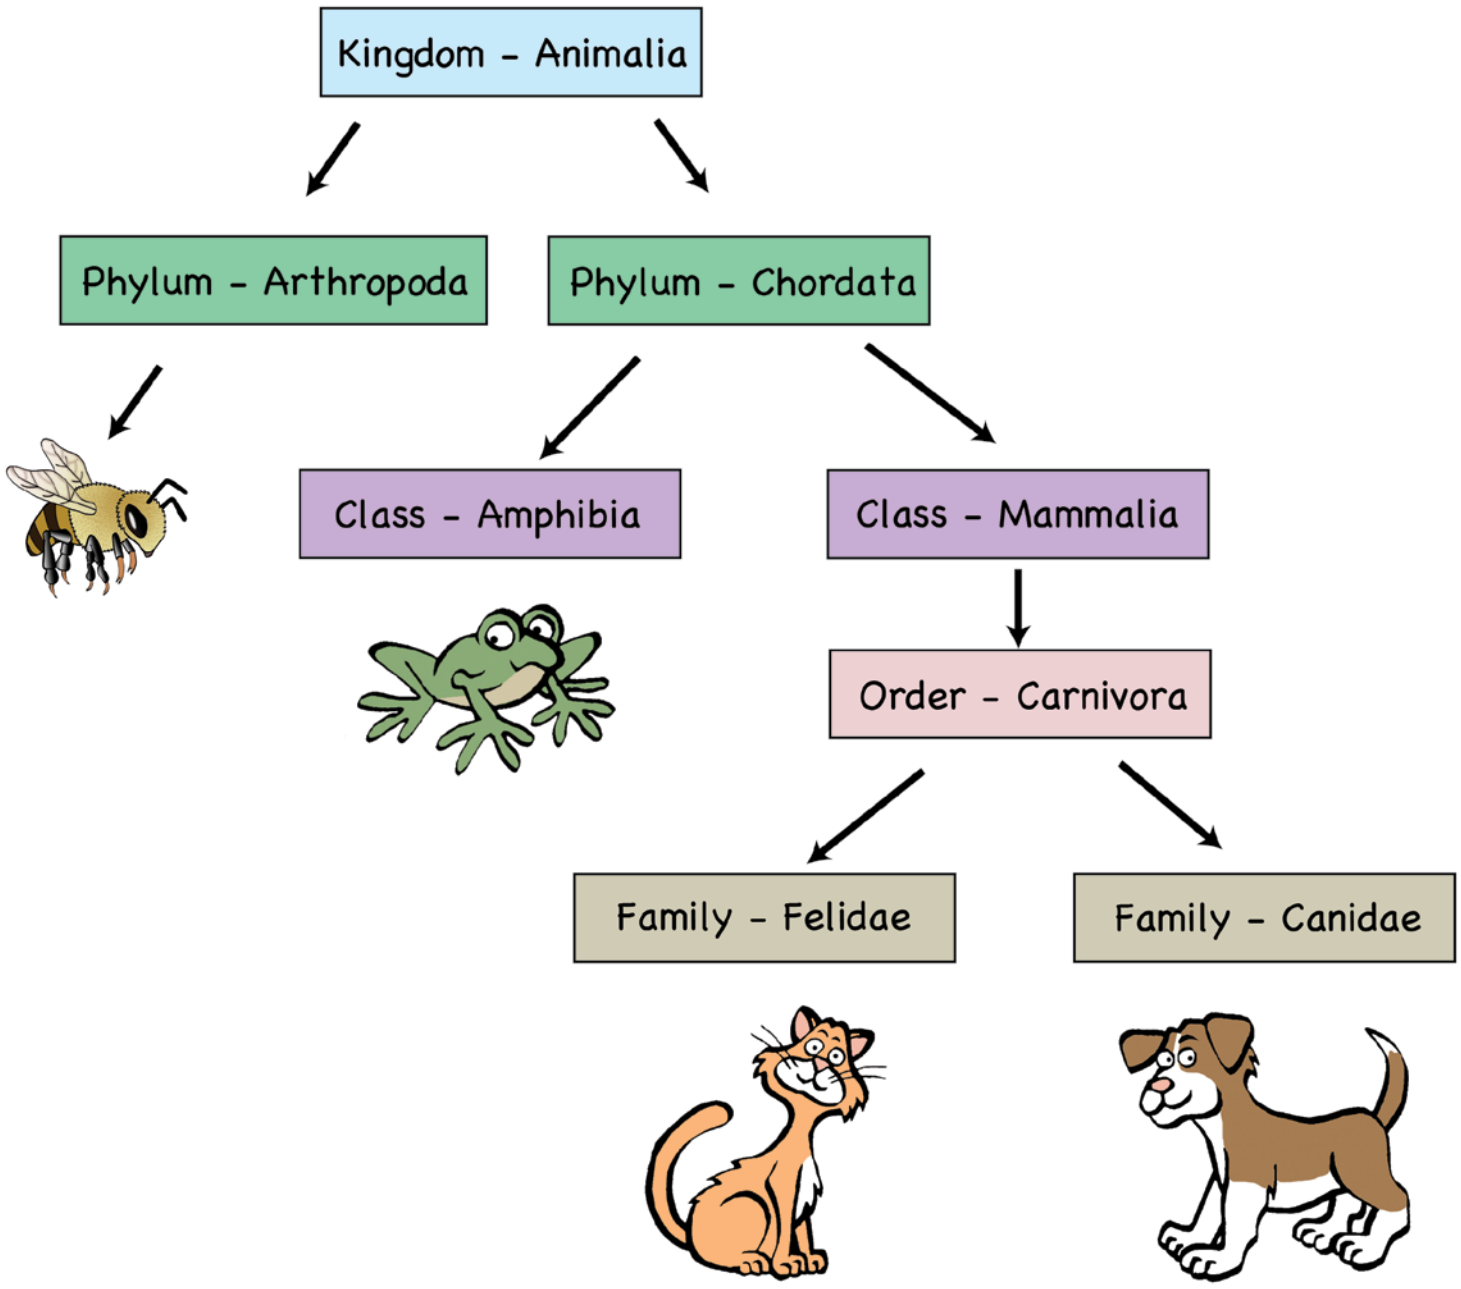 Kingdom - Animalia
Phylum - Arthropoda
Phylum - Chordata
Class - Amphibia
Class - Mammalia
Order - Carnivora
Family - Felidae
Family - Canidae